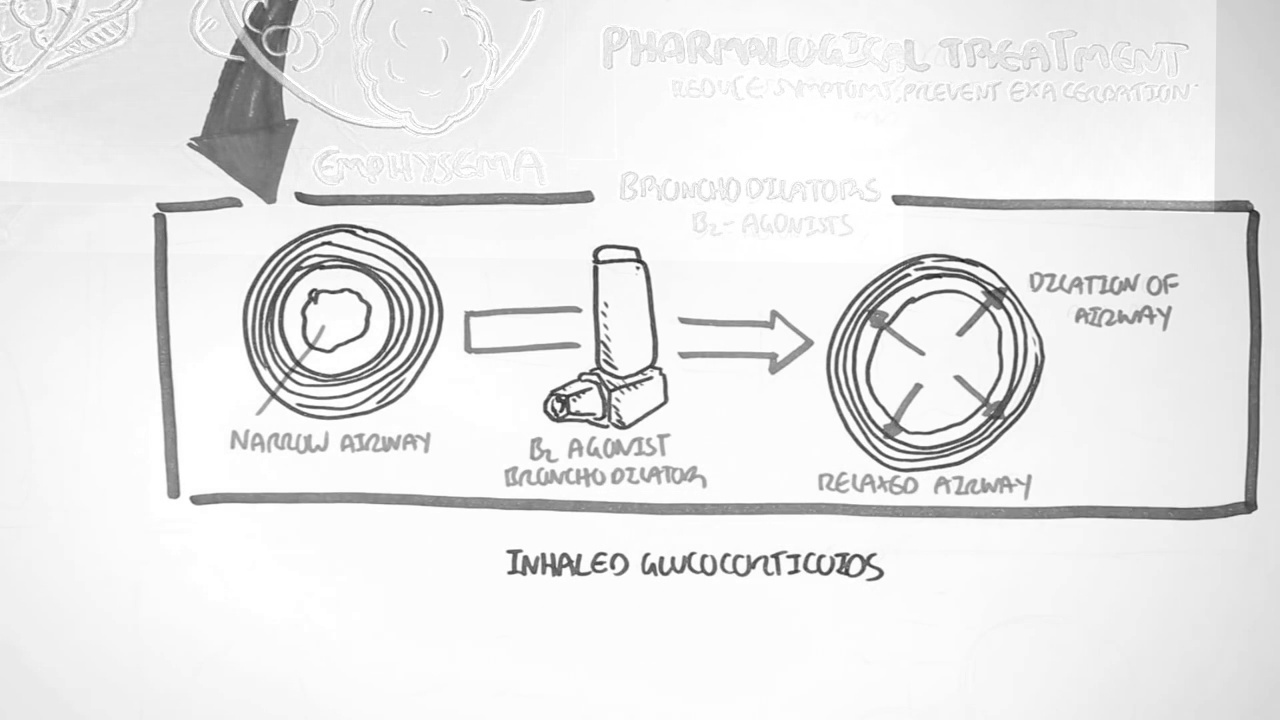 PHARMALOGICAL TREATMENT
REDUCE SYMPTOMS, PREVENT EXACERBATION
EMPHYSEMA
BRONCHODILATORS
B2-AGONISTS
DILATION OF
AIRWAY
NARROW AIRWAY
B2 AGONIST
BRONCHODILATOR
RELAXED AIRWAY
INHALED GLUCOCORTICOIDS